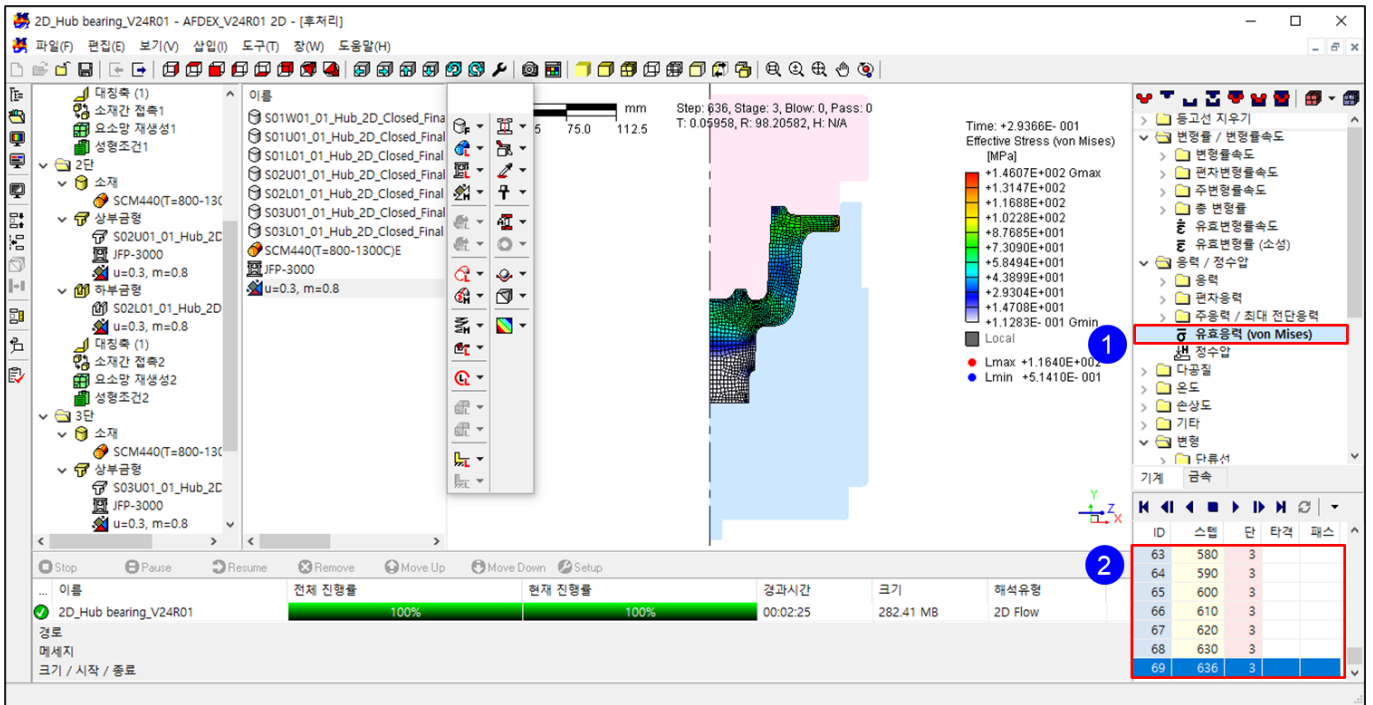 2D_Hub bearing_V24R01 - AFDEX_V24R01 2D - [후처리]
파일(F) 편집(E) 보기(V) 삽입(I) 도구(T) 창(W) 도움말(H)
대칭축 (1)
소재간 접촉1
요소망 재생성1
성형조건1
2단
소재
SCM440(T=800-130
상부금형
S02U01_01_Hub_2D
JFP-3000
u=0.3, m=0.8
하부금형
S02L01_01_Hub_2D
u=0.3, m=0.8
대칭축 (1)
소재간 접촉2
요소망 재생성2
성형조건2
3단
소재
SCM440(T=800-130
상부금형
S03U01_01_Hub_2D
JFP-3000
u=0.3, m=0.8
이름
S01W01_01_Hub_2D_Closed_Fina
S01U01_01_Hub_2D_Closed_Final
S01L01_01_Hub_2D_Closed_Final
S02U01_01_Hub_2D_Closed_Final
S02L01_01_Hub_2D_Closed_Final
S03U01_01_Hub_2D_Closed_Final
S03L01_01_Hub_2D_Closed_Final
SCM440(T=800-1300C)E
JFP-3000
u=0.3, m=0.8
mm
5 75.0 112.5
Step: 636, Stage: 3, Blow: 0, Pass: 0
T: 0.05958, R: 98.20582, H: N/A
Time: +2.9366E- 001
Effective Stress (von Mises)
[MPa]
+1.4607E+002 Gmax
+1.3147E+002
+1.1688E+002
+1.0228E+002
+8.7685E+001
+7.3090E+001
+5.8494E+001
+4.3899E+001
+2.9304E+001
+1.4708E+001
+1.1283E- 001 Gmin
Local
Lmax +1.1640E+002
Lmin +5.1410E- 001
Y
Z
X
등고선 지우기
변형률 / 변형률속도
변형률속도
편차변형률속도
주변형률속도
총 변형률
유효변형률속도
유효변형률 (소성)
응력 / 정수압
응력
편차응력
주응력 / 최대 전단응력
1
유효응력 (von Mises)
정수압
다공질
온도
손상도
기타
변형
단류선
기계 금속
ID 스텝 단 타격 패스
2
63 580 3
64 590 3
65 600 3
66 610 3
67 620 3
68 630 3
69 636 3
Stop Pause Resume Remove Move Up Move Down Setup
... 이름 전체 진행률 현재 진행률 경과시간 크기 해석유형
2D_Hub bearing_V24R01 100% 100% 00:02:25 282.41 MB 2D Flow
경로
메세지
크기 / 시작 / 종료